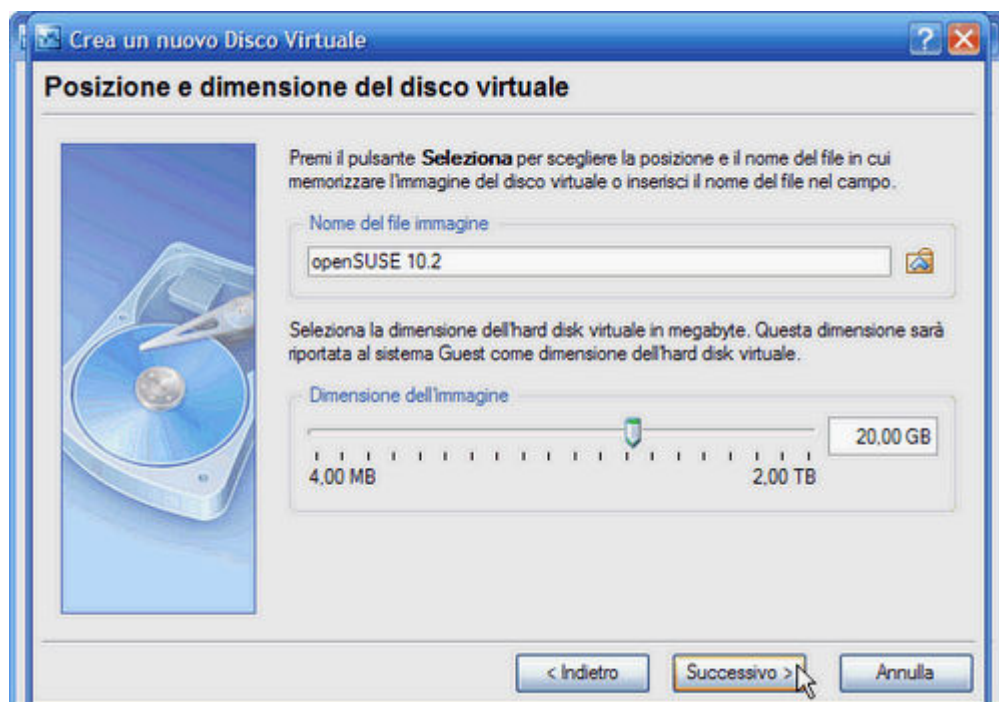 Crea un nuovo Disco Virtuale
Posizione e dimensione del disco virtuale
Premi il pulsante Seleziona per scegliere la posizione e il nome del file in cui
memorizzare l'immagine del disco virtuale o inserisci il nome del file nel campo.
Nome del file immagine
openSUSE 10.2
Seleziona la dimensione dell'hard disk virtuale in megabyte. Questa dimensione sarà
riportata al sistema Guest come dimensione dell'hard disk virtuale.
Dimensione dell'immagine
20,00 GB
4,00 MB 2,00 TB
< Indietro Successivo > Annulla